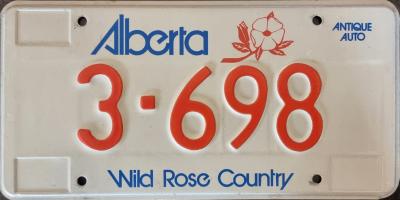 Alberta
ANTIQUE
AUTO
3-698
Wild Rose Country